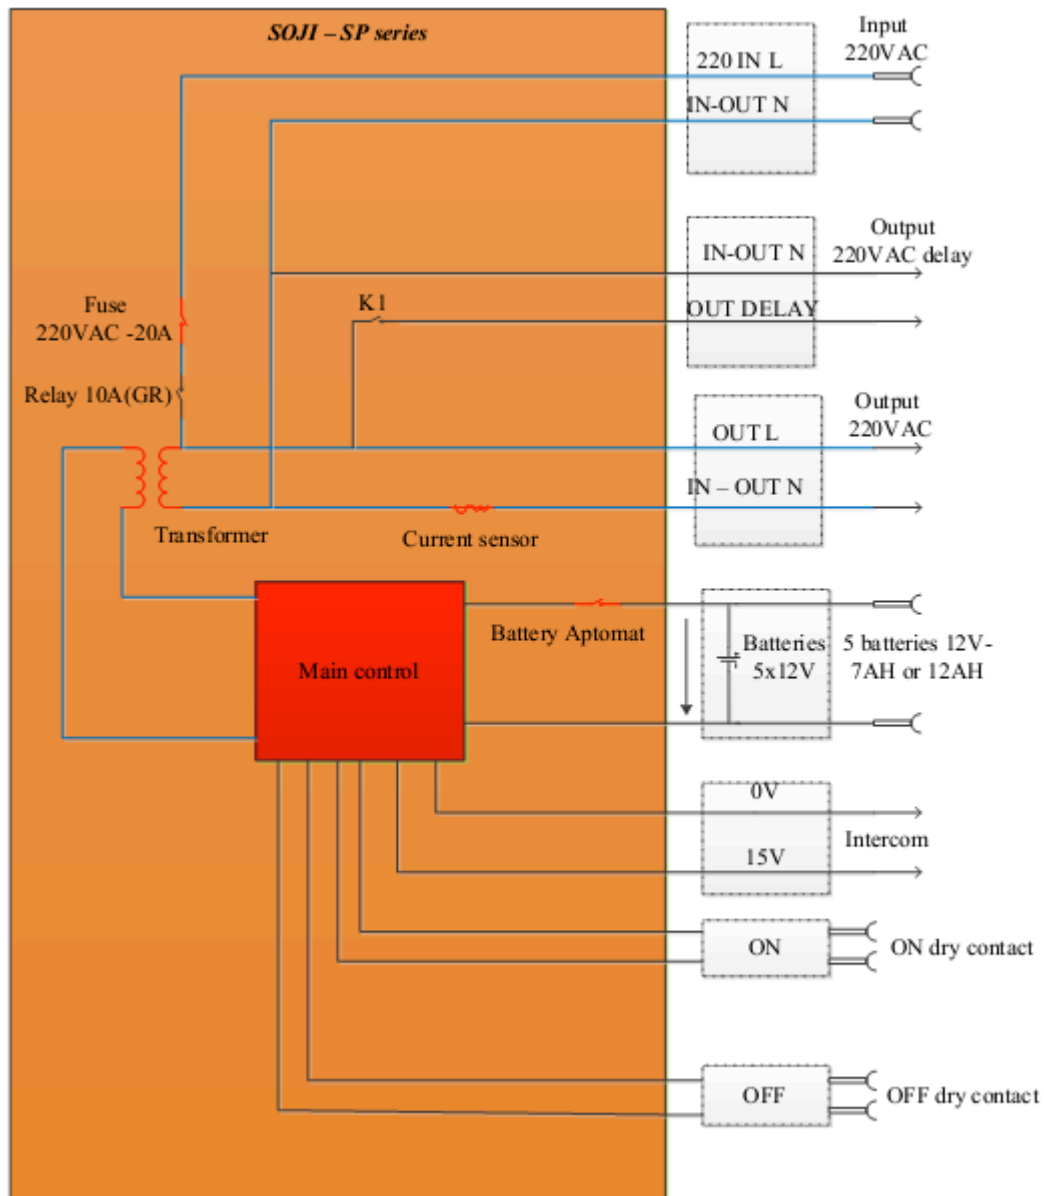 SOJI – SP series
Input
220VAC
220 IN L
IN-OUT N
Output
220VAC delay
IN-OUT N
OUT DELAY
K1
Fuse
220VAC -20A
Relay 10A(GR)
Output
220VAC
OUT L
IN – OUT N
Transformer
Current sensor
Main control
Battery Aptomat
Batteries
5x12V
5 batteries 12V-
7AH or 12AH
0V
15V
Intercom
ON
ON dry contact
OFF
OFF dry contact